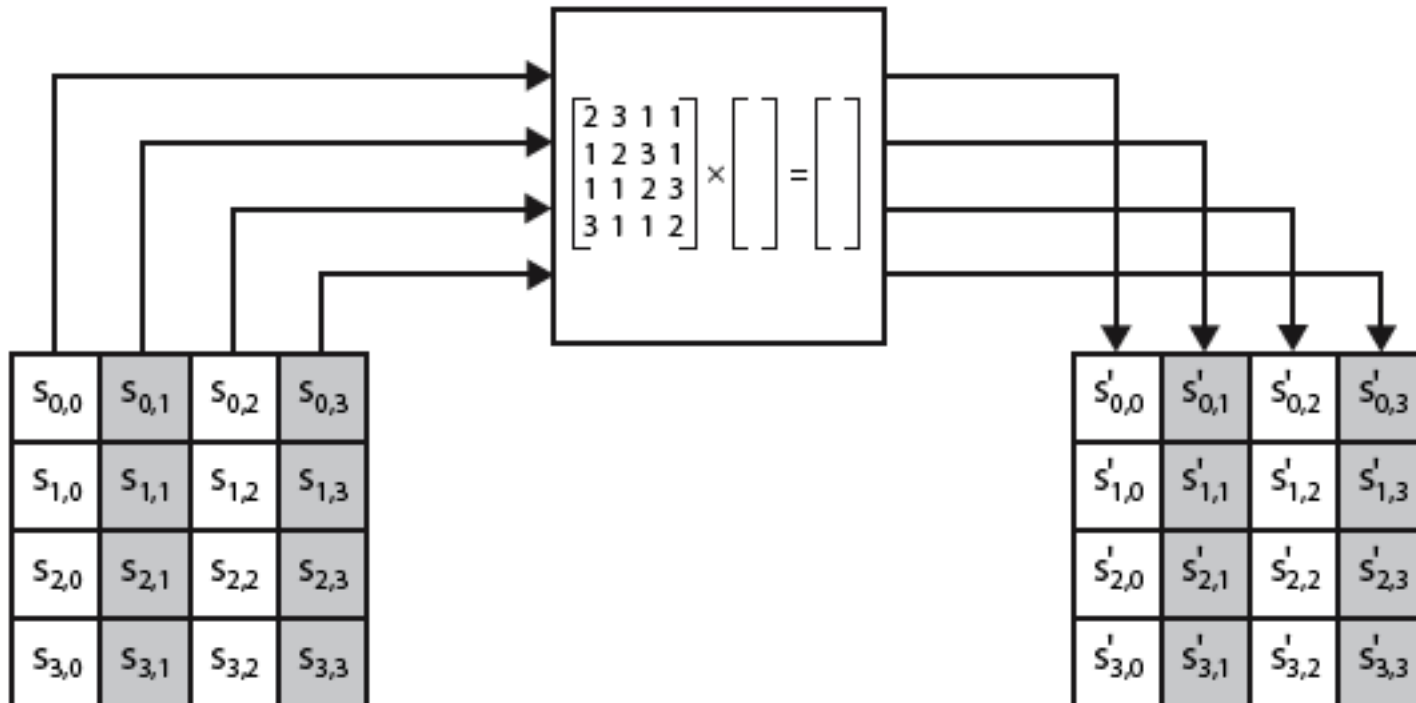 2 3 1 1
1 2 3 1
1 1 2 3
3 1 1 2
× =
S0,0 S0,1 S0,2 S0,3
S1,0 S1,1 S1,2 S1,3
S2,0 S2,1 S2,2 S2,3
S3,0 S3,1 S3,2 S3,3
S'0,0 S'0,1 S'0,2 S'0,3
S'1,0 S'1,1 S'1,2 S'1,3
S'2,0 S'2,1 S'2,2 S'2,3
S'3,0 S'3,1 S'3,2 S'3,3